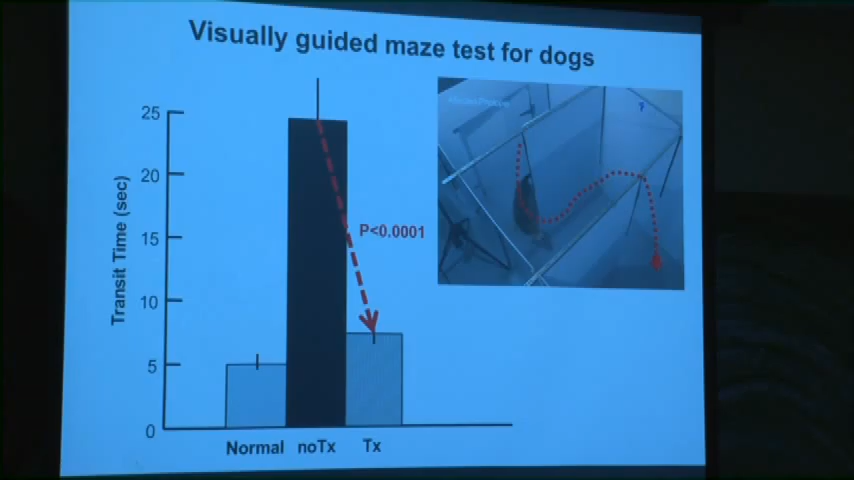 Visually guided maze test for dogs
25
20
15
10
5
0
Transit Time (sec)
P<0.0001
Normal noTx Tx
?